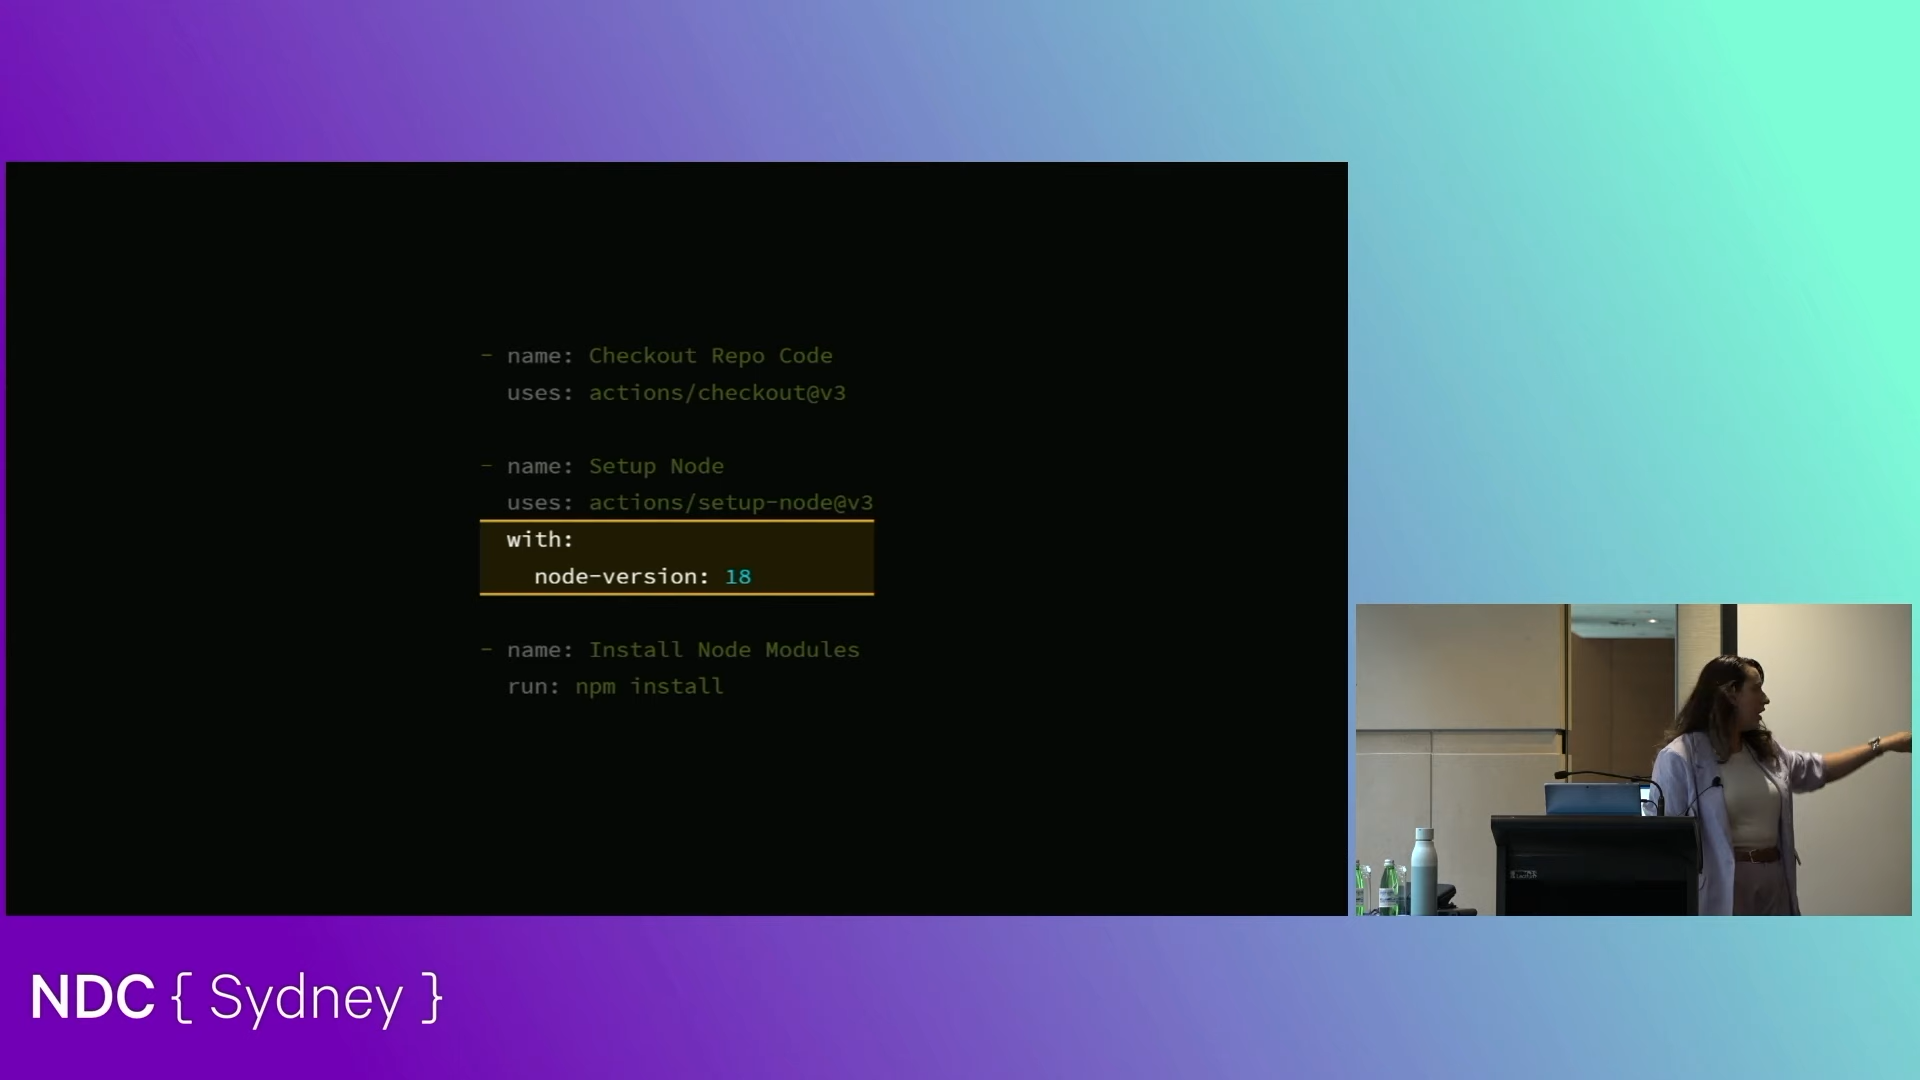 - name: Checkout Repo Code
uses: actions/checkout@v3
- name: Setup Node
uses: actions/setup-node@v3
with:
node-version: 18
- name: Install Node Modules
run: npm install
NDC { Sydney }